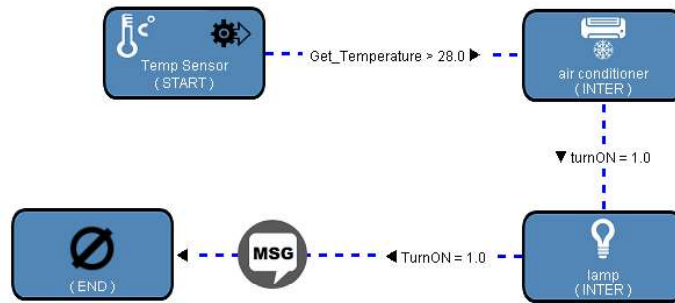 c°
Temp Sensor
( START )
Get_Temperature > 28.0
air conditioner
(INTER )
turnON = 1.0
lamp
(INTER )
TurnON = 1.0
MSG
( END )